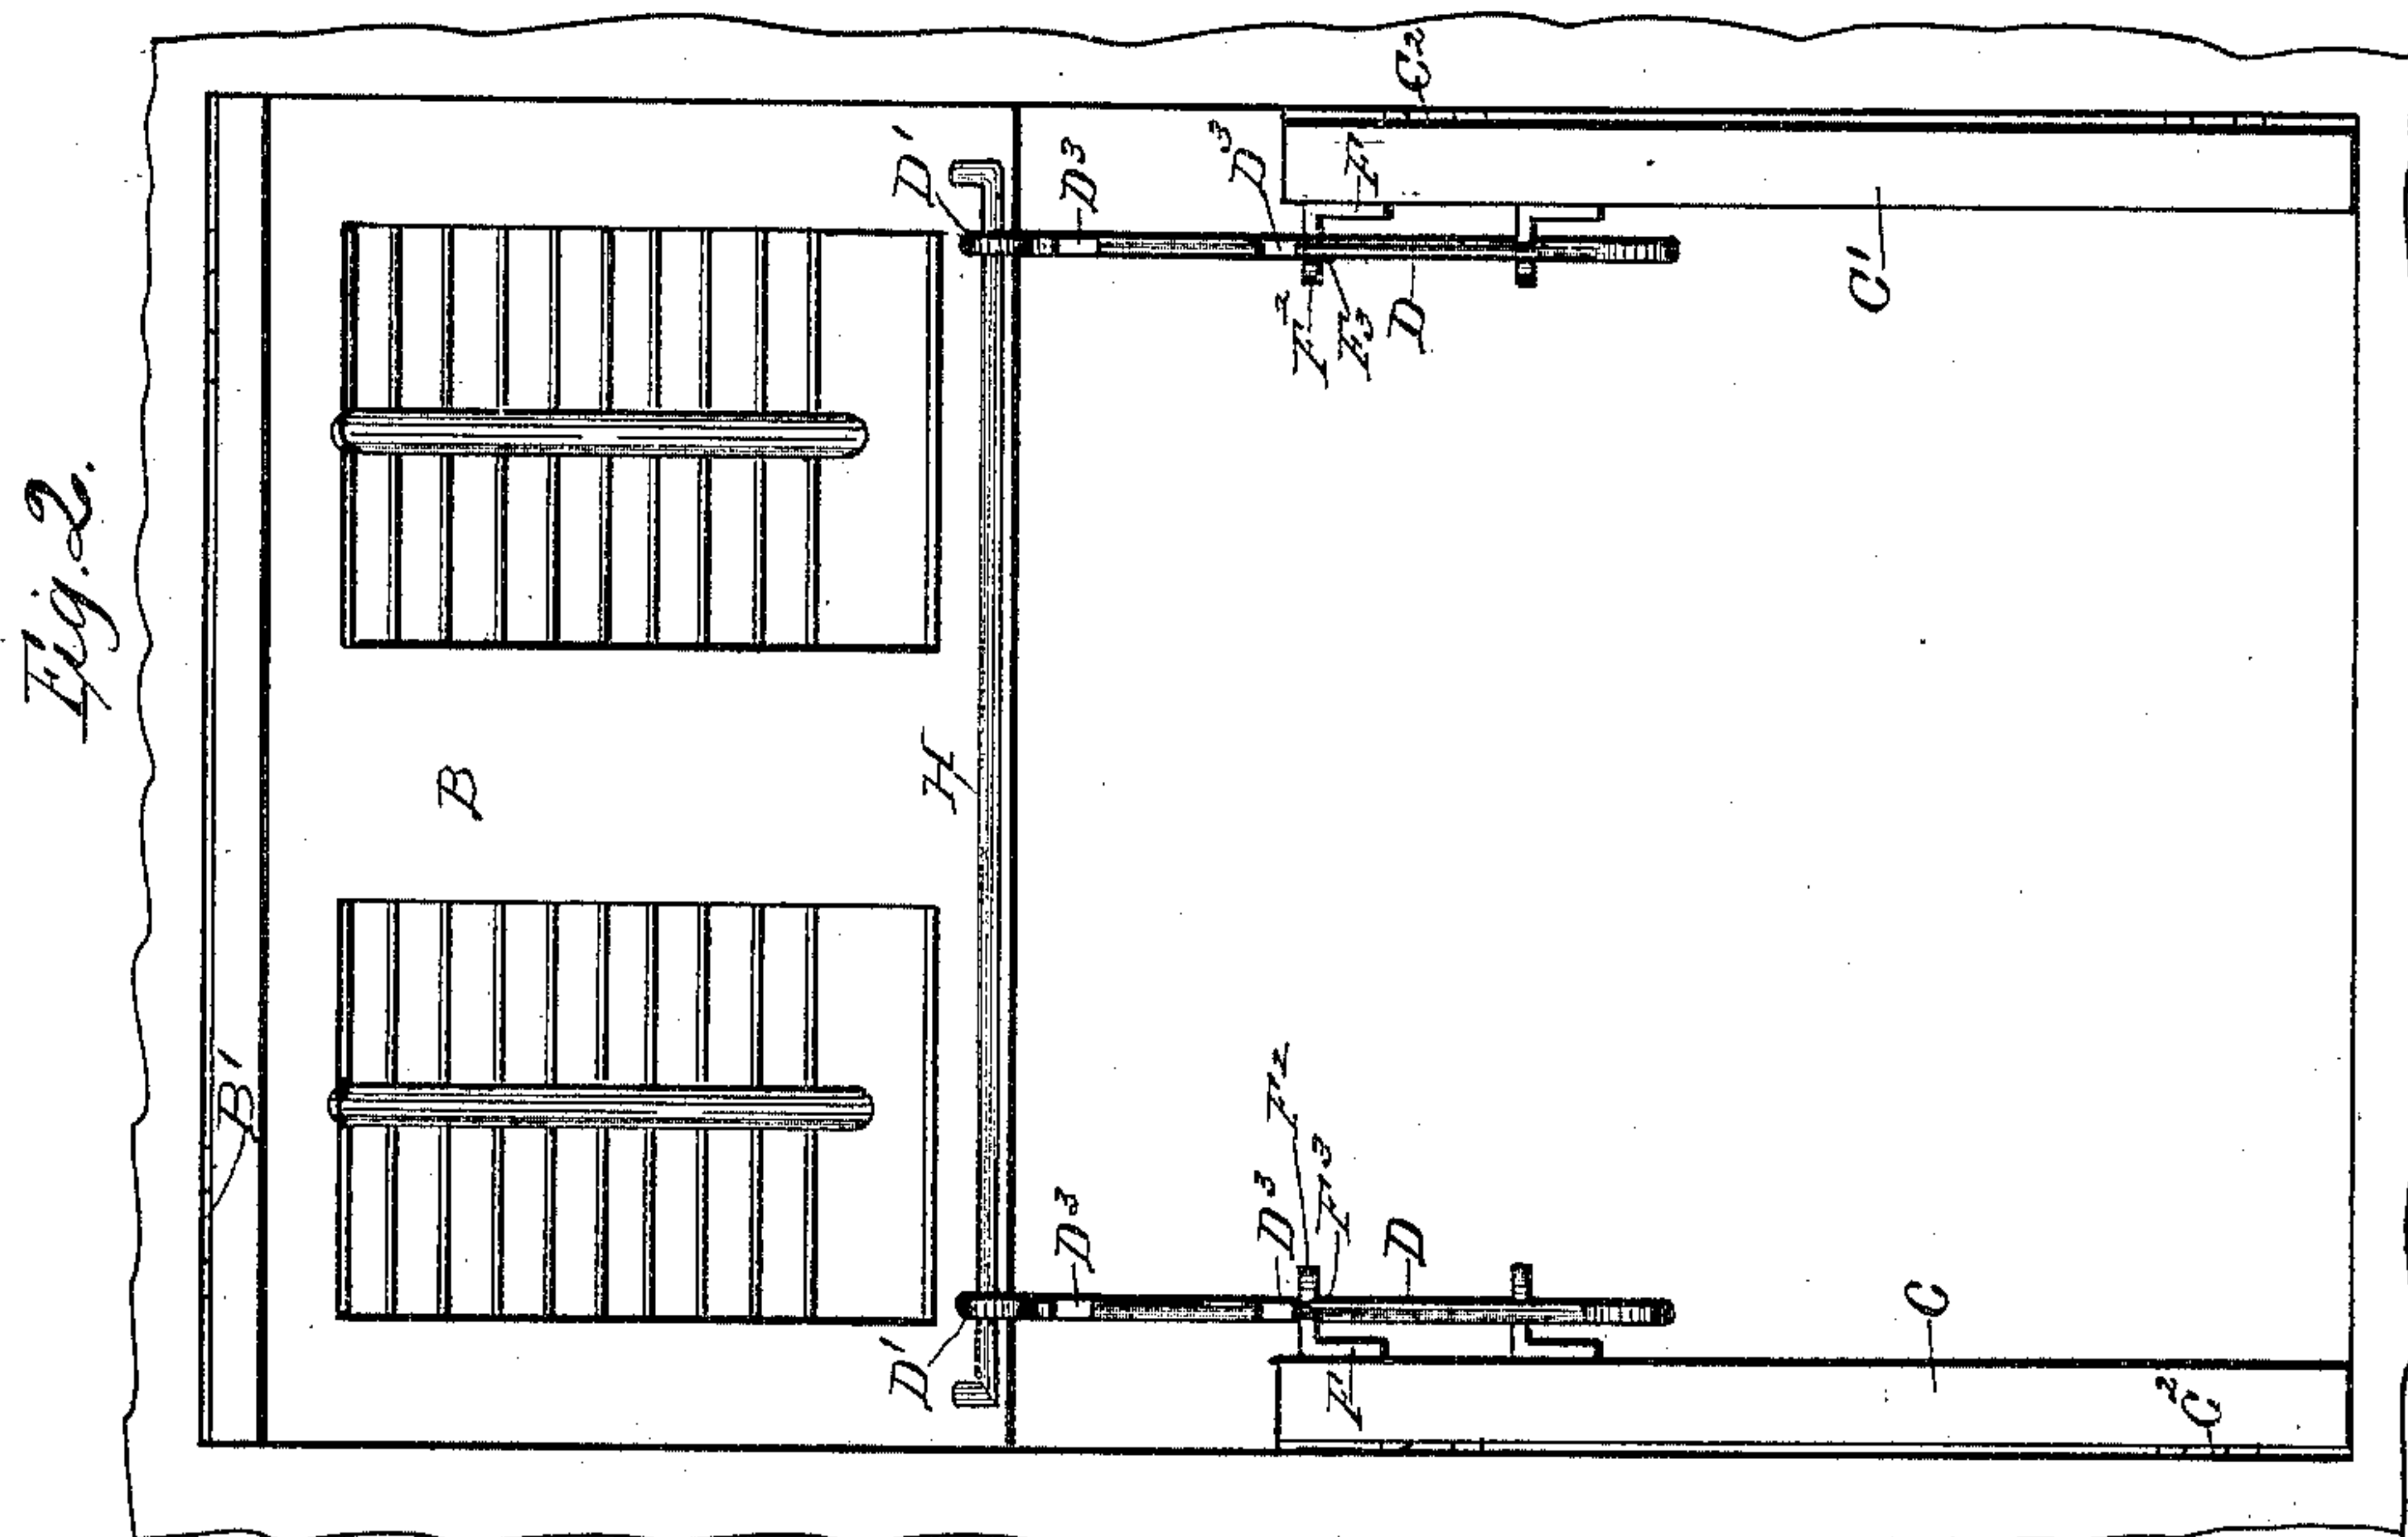 Fig. 2.
B'
B
D'
H
D'
D³
D³
D³
F²
F²
D³
F
F³
F³
F
D
D
C²
C
C'
C²